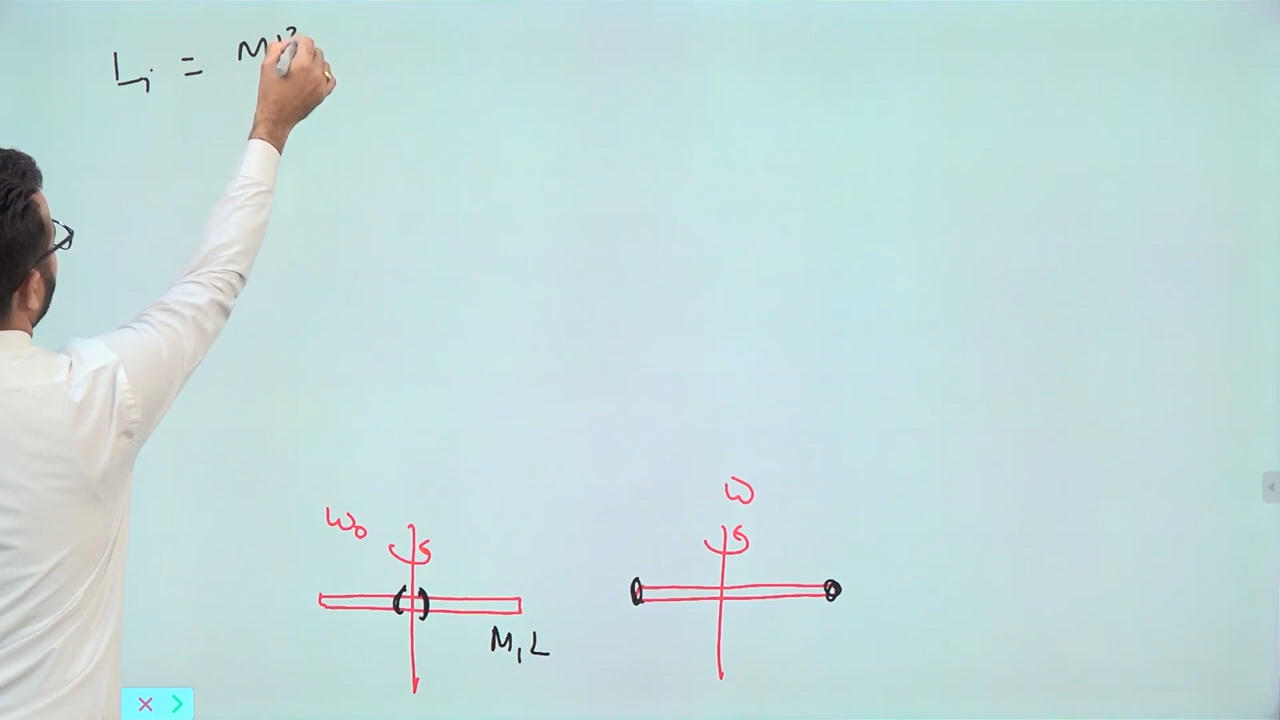 Li = ML²
ω₀
ω
M, L